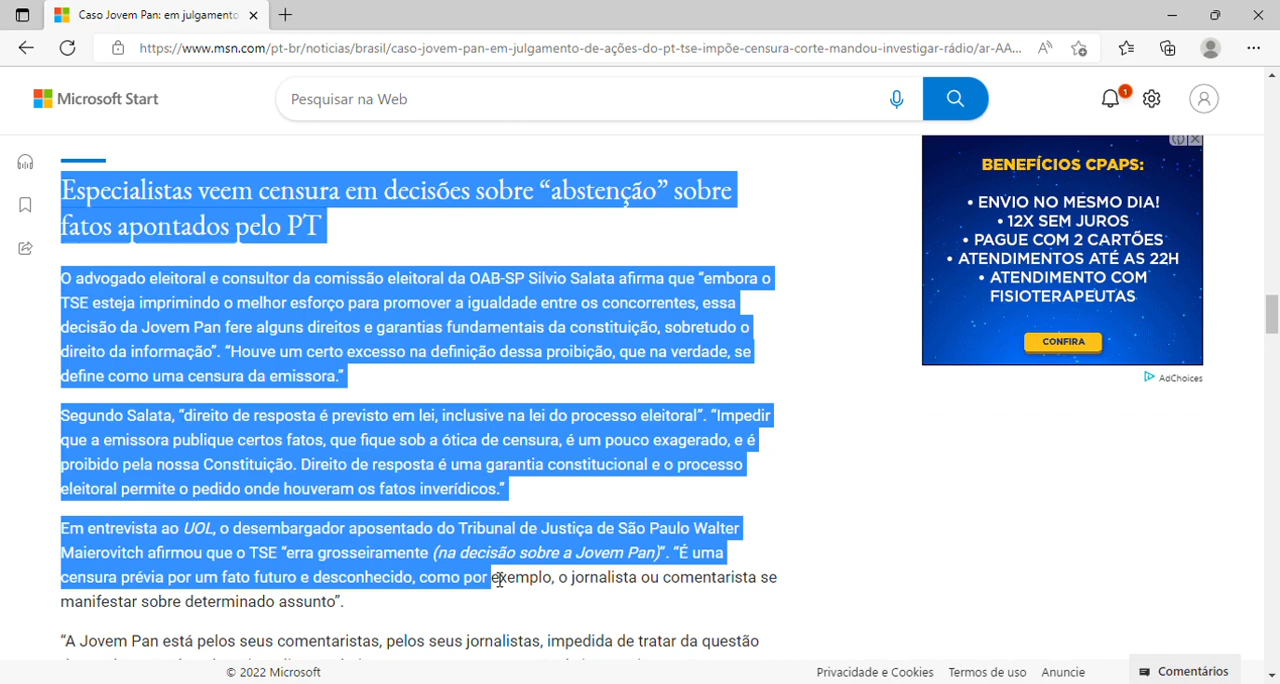 Caso Jovem Pan: em julgamento
https://www.msn.com/pt-br/noticias/brasil/caso-jovem-pan-em-julgamento-de-ações-do-pt-tse-impõe-censura-corte-mandou-investigar-rádio/ar-AA...
Microsoft Start
Pesquisar na Web
1
Especialistas veem censura em decisões sobre “abstenção” sobre
fatos apontados pelo PT
O advogado eleitoral e consultor da comissão eleitoral da OAB-SP Silvio Salata afirma que “embora o
TSE esteja imprimindo o melhor esforço para promover a igualdade entre os concorrentes, essa
decisão da Jovem Pan fere alguns direitos e garantias fundamentais da constituição, sobretudo o
direito da informação”. “Houve um certo excesso na definição dessa proibição, que na verdade, se
define como uma censura da emissora.”
Segundo Salata, “direito de resposta é previsto em lei, inclusive na lei do processo eleitoral”. “Impedir
que a emissora publique certos fatos, que fique sob a ótica de censura, é um pouco exagerado, e é
proibido pela nossa Constituição. Direito de resposta é uma garantia constitucional e o processo
eleitoral permite o pedido onde houveram os fatos inverídicos.”
Em entrevista ao UOL, o desembargador aposentado do Tribunal de Justiça de São Paulo Walter
Maierovitch afirmou que o TSE “erra grosseiramente (na decisão sobre a Jovem Pan)”. “É uma
censura prévia por um fato futuro e desconhecido, como por exemplo, o jornalista ou comentarista se
manifestar sobre determinado assunto”.
“A Jovem Pan está pelos seus comentaristas, pelos seus jornalistas, impedida de tratar da questão
BENEFÍCIOS CPAPS:
• ENVIO NO MESMO DIA!
• 12X SEM JUROS
• PAGUE COM 2 CARTÕES
• ATENDIMENTOS ATÉ AS 22H
• ATENDIMENTO COM
FISIOTERAPEUTAS
CONFIRA
AdChoices
© 2022 Microsoft
Privacidade e Cookies
Termos de uso
Anuncie
Comentários